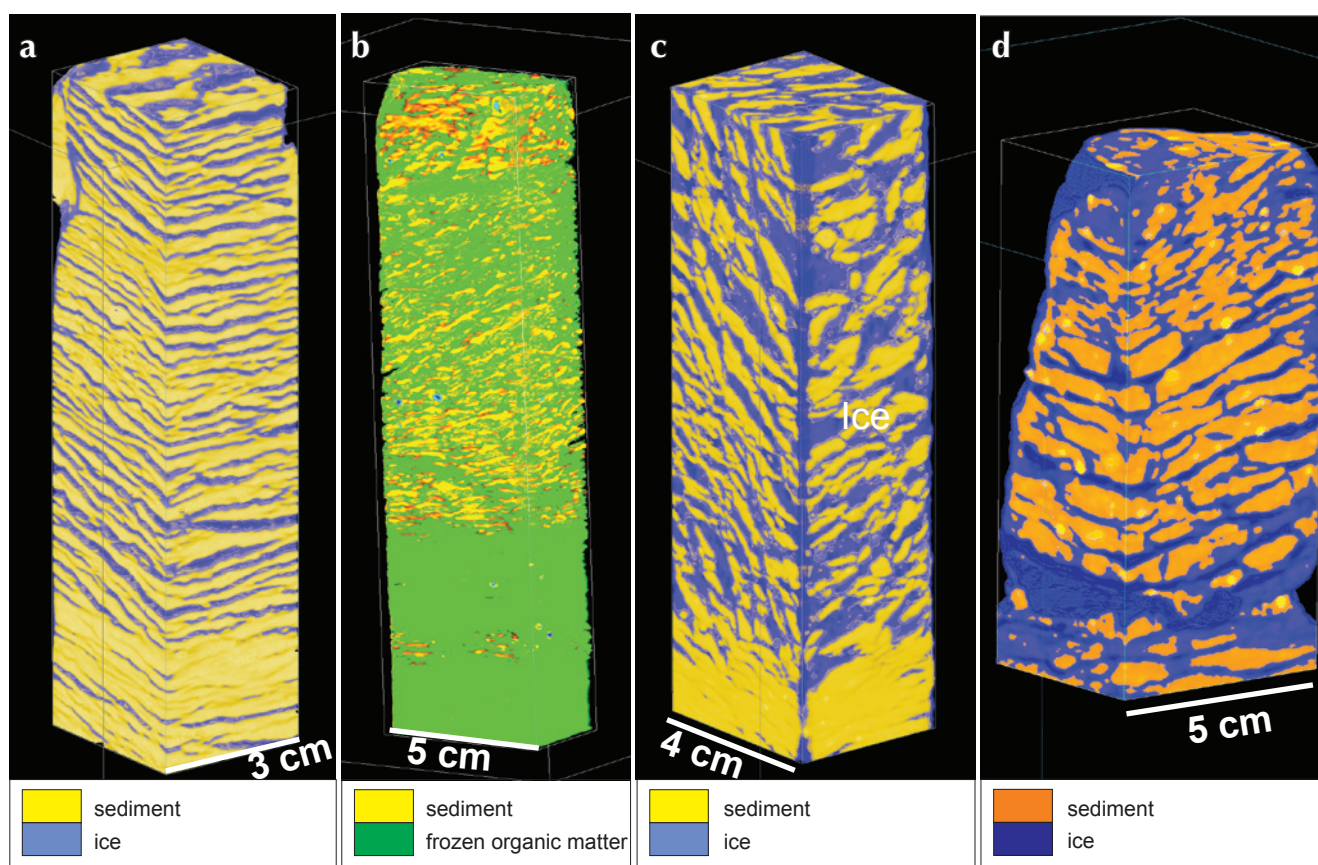 a
b
c
d
Ice
3 cm
5 cm
4 cm
5 cm
sediment
ice
sediment
frozen organic matter
sediment
ice
sediment
ice